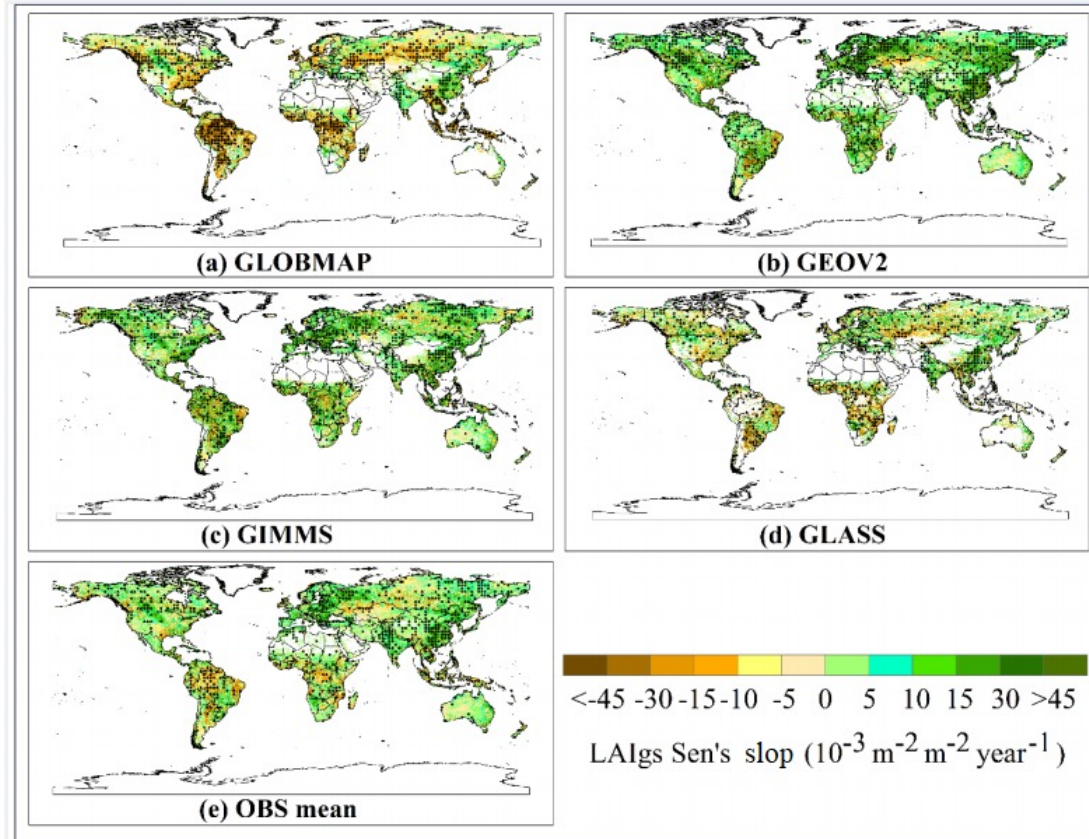 (a) GLOBMAP
(b) GEOV2
(c) GIMMS
(d) GLASS
(e) OBS mean
<-45 -30 -15 -10 -5 0 5 10 15 30 >45
LAIgs Sen's slop (10⁻³ m⁻² m⁻² year⁻¹)